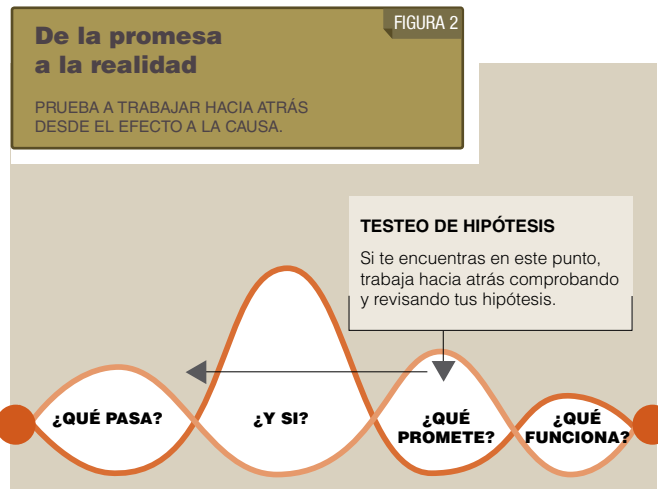 FIGURA 2
De la promesa
a la realidad
PRUEBA A TRABAJAR HACIA ATRÁS
DESDE EL EFECTO A LA CAUSA.
TESTEO DE HIPÓTESIS
Si te encuentras en este punto,
trabaja hacia atrás comprobando
y revisando tus hipótesis.
¿QUÉ PASA?
¿Y SI?
¿QUÉ
PROMETE?
¿QUÉ
FUNCIONA?